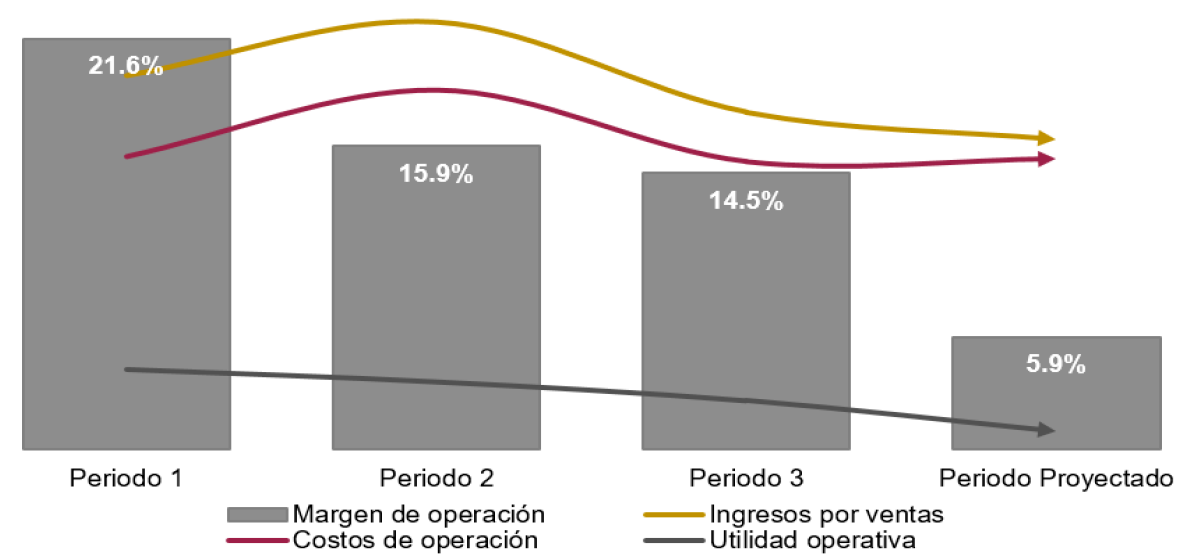 21.6%
15.9%
14.5%
5.9%
Periodo 1
Periodo 2
Periodo 3
Periodo Proyectado
Margen de operación
Ingresos por ventas
Costos de operación
Utilidad operativa